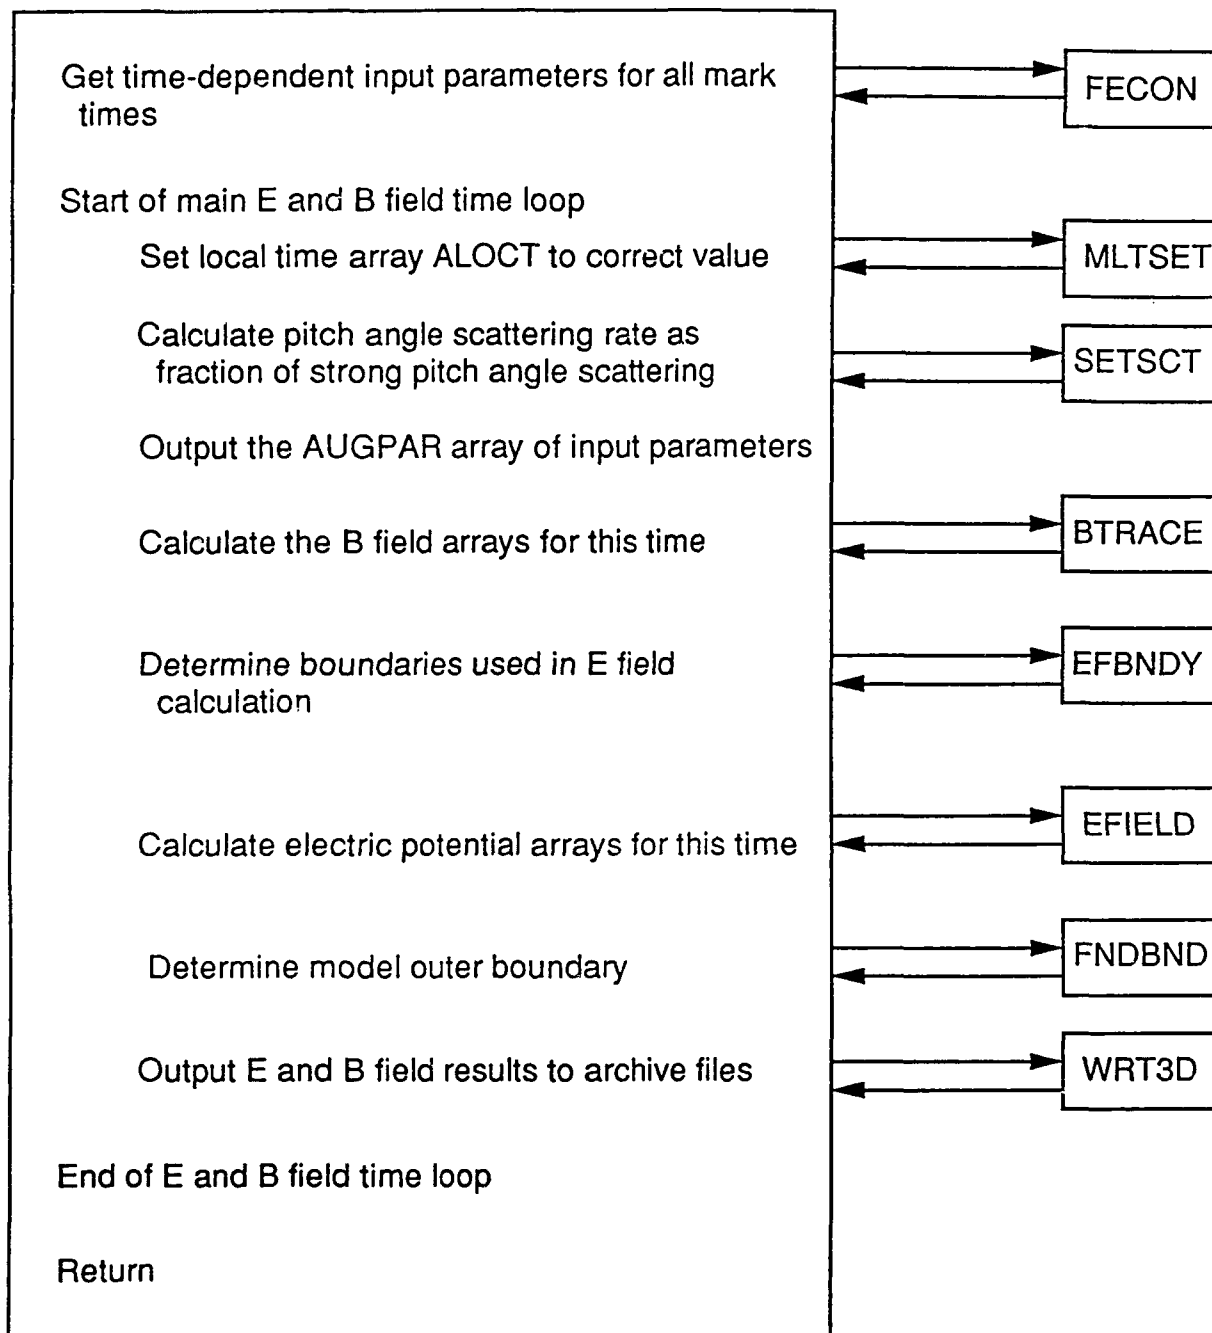 Get time-dependent input parameters for all mark
times
FECON
Start of main E and B field time loop
Set local time array ALOCT to correct value
MLTSET
Calculate pitch angle scattering rate as
fraction of strong pitch angle scattering
SETSCT
Output the AUGPAR array of input parameters
Calculate the B field arrays for this time
BTRACE
Determine boundaries used in E field
calculation
EFBNDY
Calculate electric potential arrays for this time
EFIELD
Determine model outer boundary
FNDBND
Output E and B field results to archive files
WRT3D
End of E and B field time loop
Return